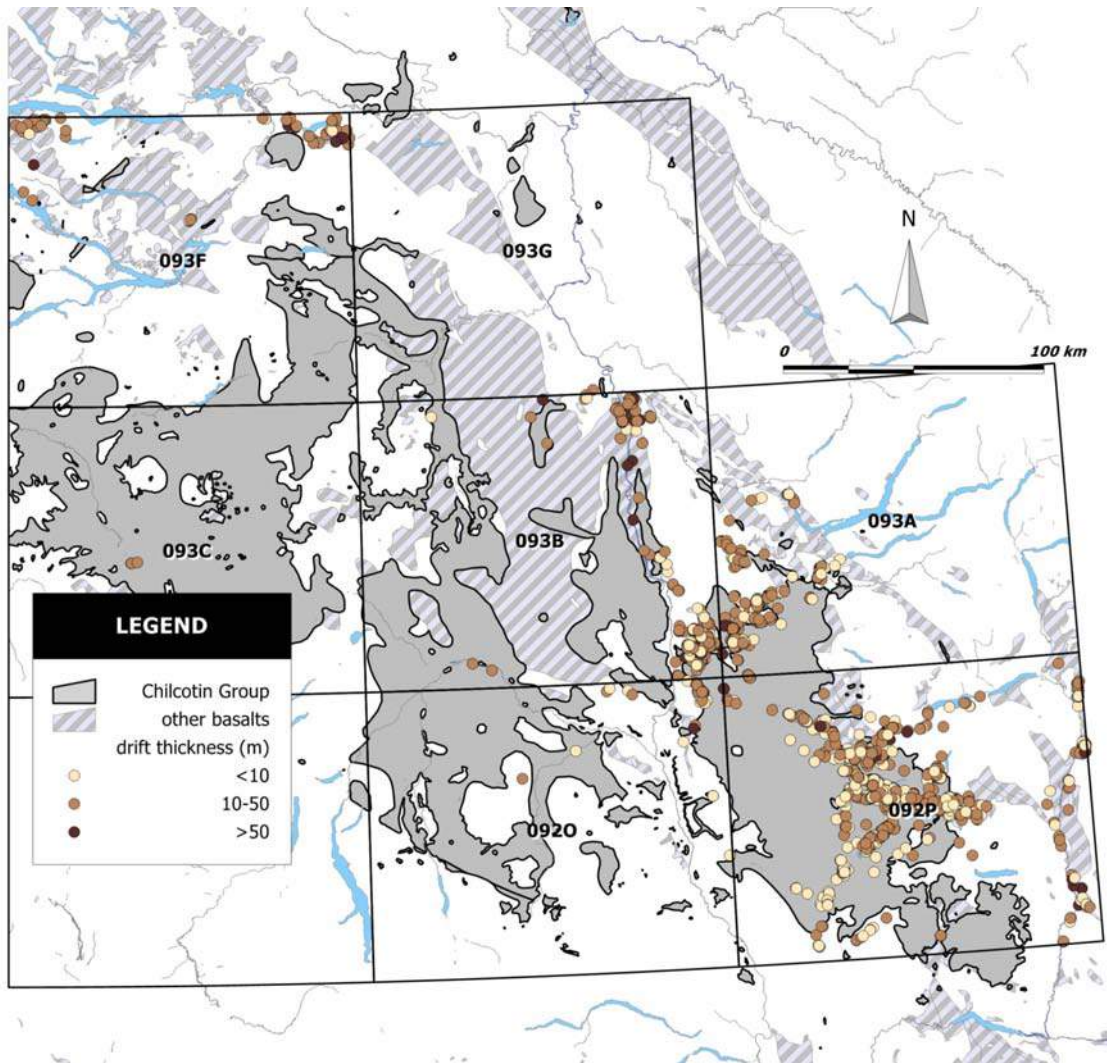 093F
093G
N
0 100 km
093C
093B
093A
LEGEND
Chilcotin Group
other basalts
drift thickness (m)
<10
10-50
>50
092O
092P